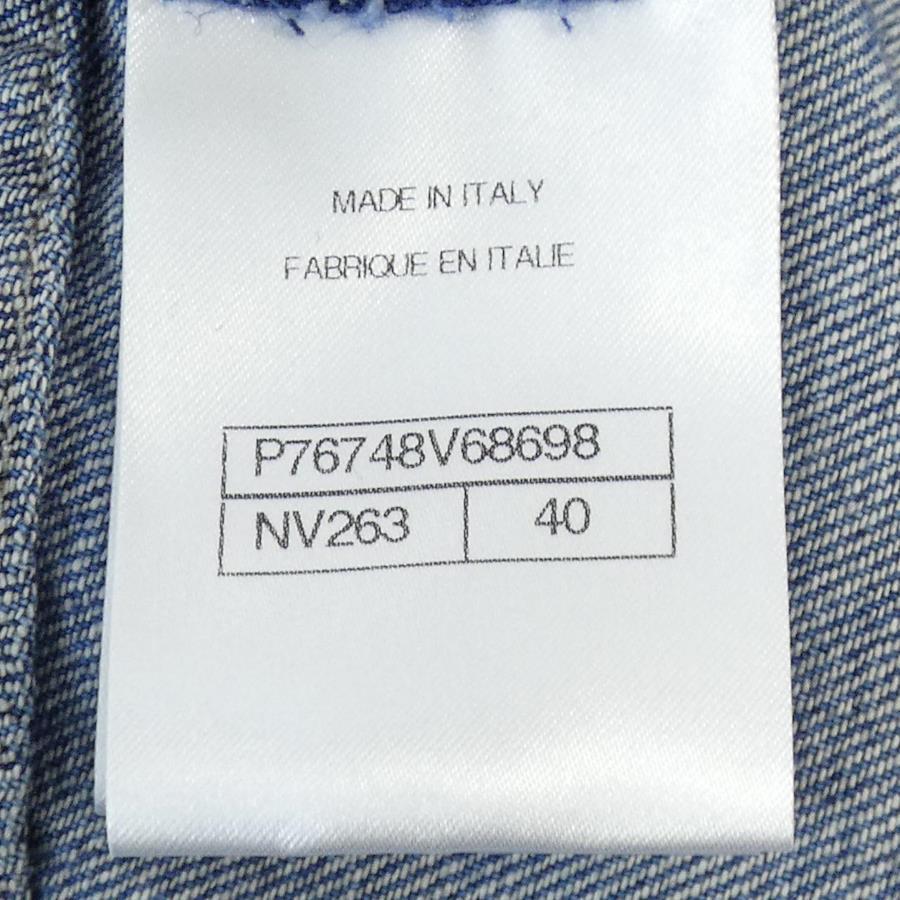 MADE IN ITALY
FABRIQUE EN ITALIE
P76748V68698
NV263 40